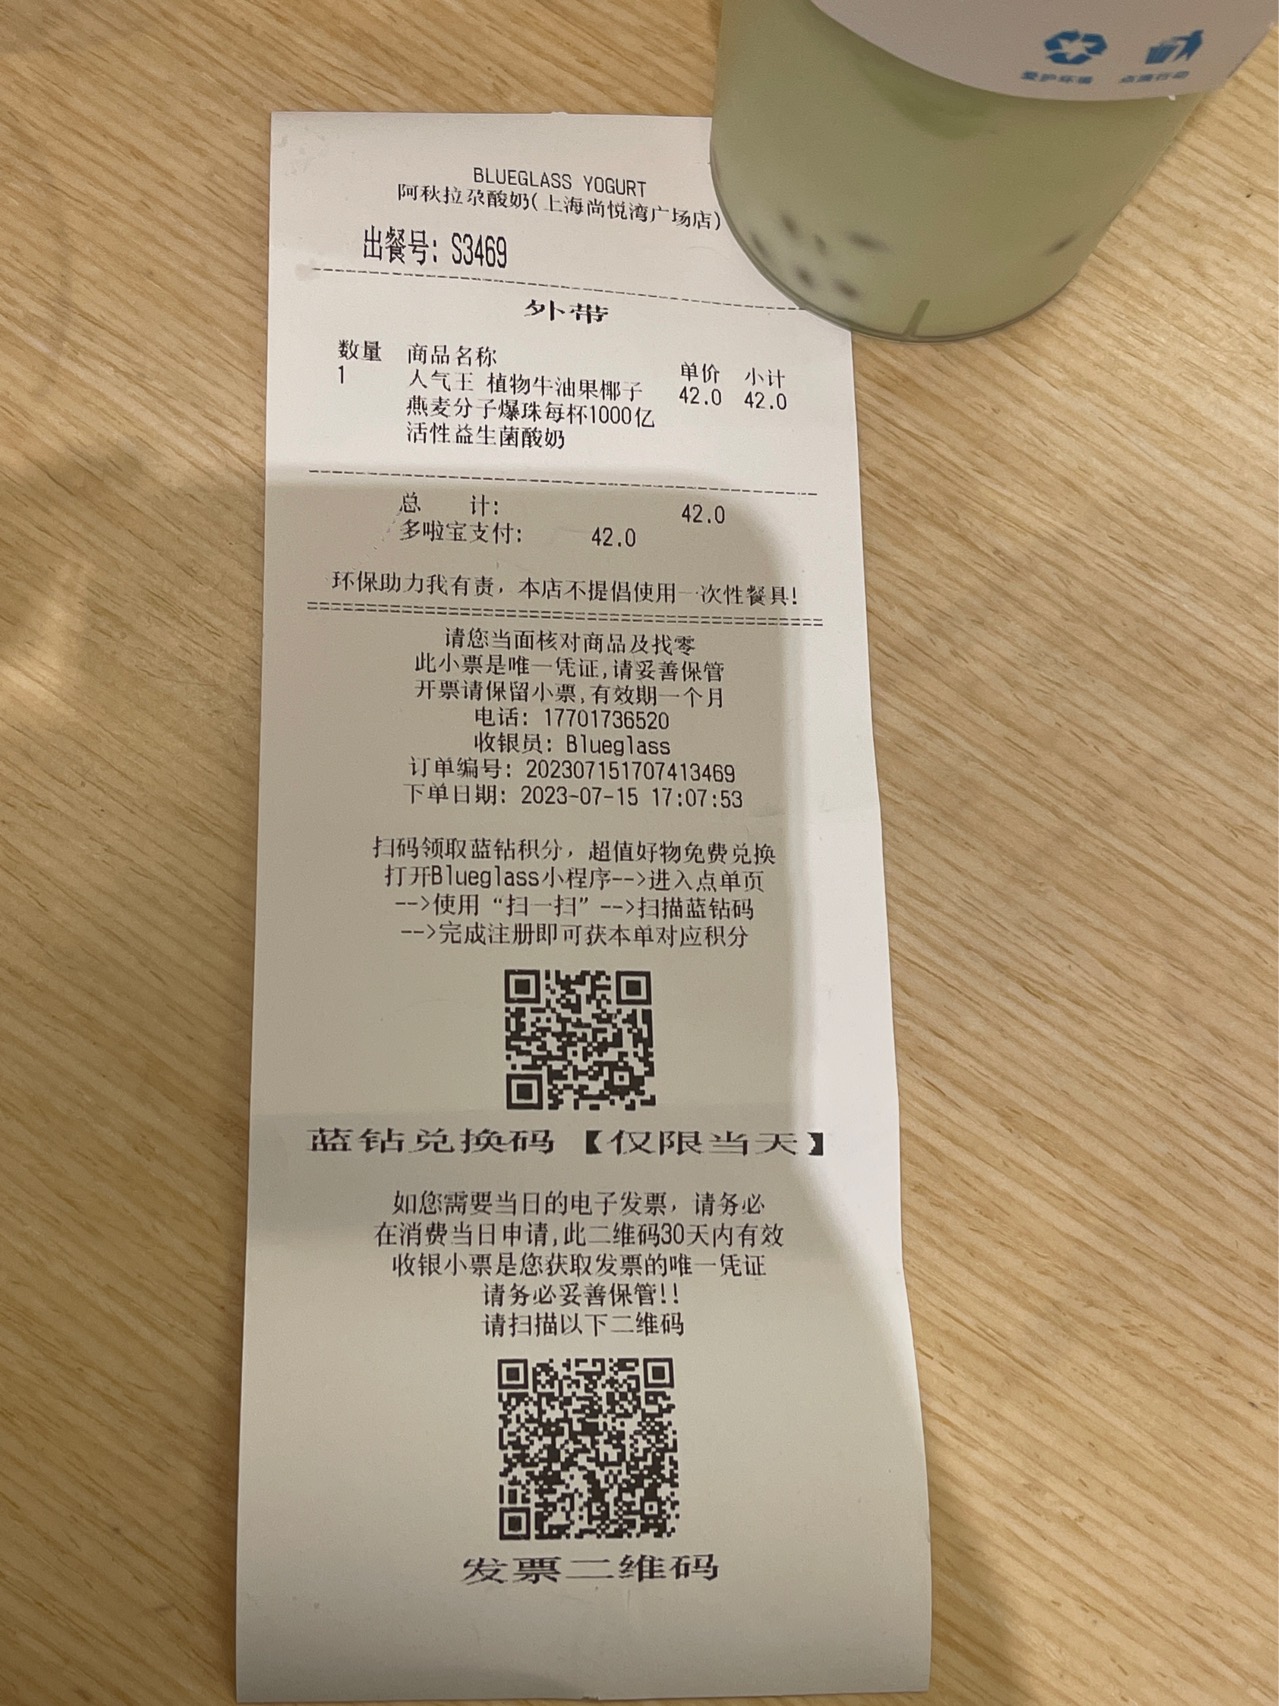 爱护环境 点滴行动
BLUEGLASS YOGURT
阿秋拉尕酸奶(上海尚悦湾广场店)
出餐号: S3469
外带
数量 商品名称 单价 小计
1 人气王 植物牛油果椰子 42.0 42.0
燕麦分子爆珠每杯1000亿
活性益生菌酸奶
总 计: 42.0
多啦宝支付: 42.0
环保助力我有责，本店不提倡使用一次性餐具!
请您当面核对商品及找零
此小票是唯一凭证,请妥善保管
开票请保留小票,有效期一个月
电话: 17701736520
收银员: Blueglass
订单编号: 202307151707413469
下单日期: 2023-07-15 17:07:53
扫码领取蓝钻积分，超值好物免费兑换
打开Blueglass小程序-->进入点单页
-->使用“扫一扫”-->扫描蓝钻码
-->完成注册即可获本单对应积分
蓝钻兑换码【仅限当天】
如您需要当日的电子发票，请务必
在消费当日申请,此二维码30天内有效
收银小票是您获取发票的唯一凭证
请务必妥善保管!!
请扫描以下二维码
发票二维码